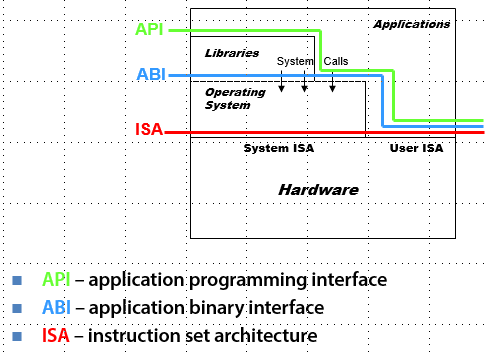 API
Applications
Libraries
System Calls
ABI
Operating
System
ISA
System ISA
User ISA
Hardware
API – application programming interface
ABI – application binary interface
ISA – instruction set architecture